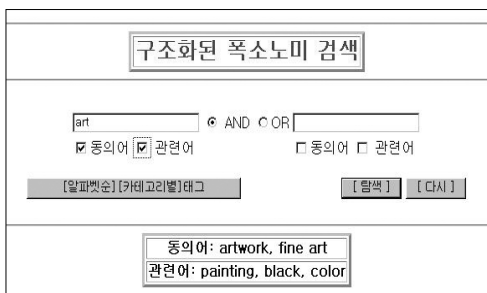 구조화된 폭소노미 검색
art ⦿ AND ○ OR
☑ 동의어 ☑ 관련어 ☐ 동의어 ☐ 관련어
[알파벳순] [카테고리별]태그 [탐색] [다시]
동의어: artwork, fine art
관련어: painting, black, color